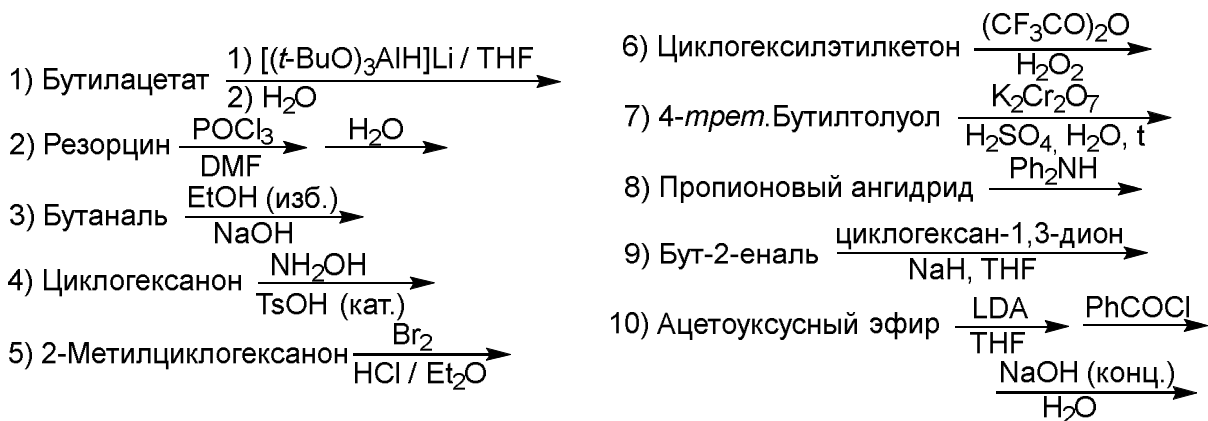 1) Бутилацетат 1) [(t-BuO)₃AlH]Li / THF
2) H₂O
2) Резорцин POCl₃
DMF
H₂O
3) Бутаналь EtOH (изб.)
NaOH
4) Циклогексанон NH₂OH
TsOH (кат.)
5) 2-Метилциклогексанон Br₂
HCl / Et₂O
6) Циклогексилэтилкетон (CF₃CO)₂O
H₂O₂
7) 4-трет.Бутилтолуол K₂Cr₂O₇
H₂SO₄, H₂O, t
8) Пропионовый ангидрид Ph₂NH
9) Бут-2-еналь циклогексан-1,3-дион
NaH, THF
10) Ацетоуксусный эфир LDA
THF
PhCOCl
NaOH (конц.)
H₂O